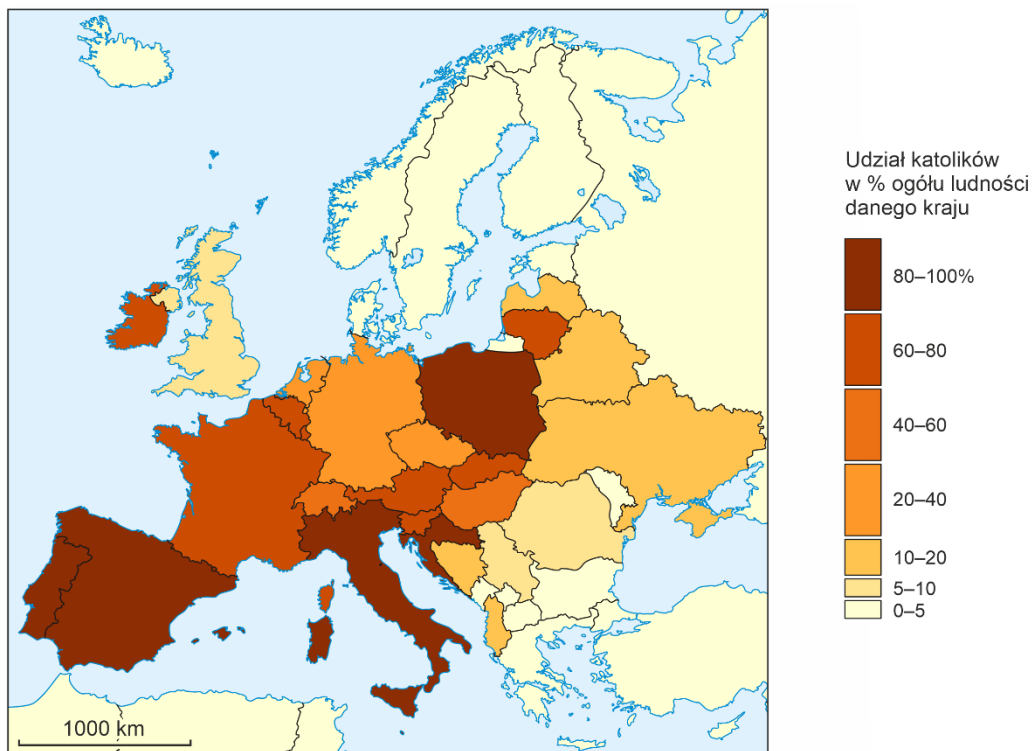 Udział katolików
w % ogółu ludności
danego kraju
80–100%
60–80
40–60
20–40
10–20
5–10
0–5
1000 km